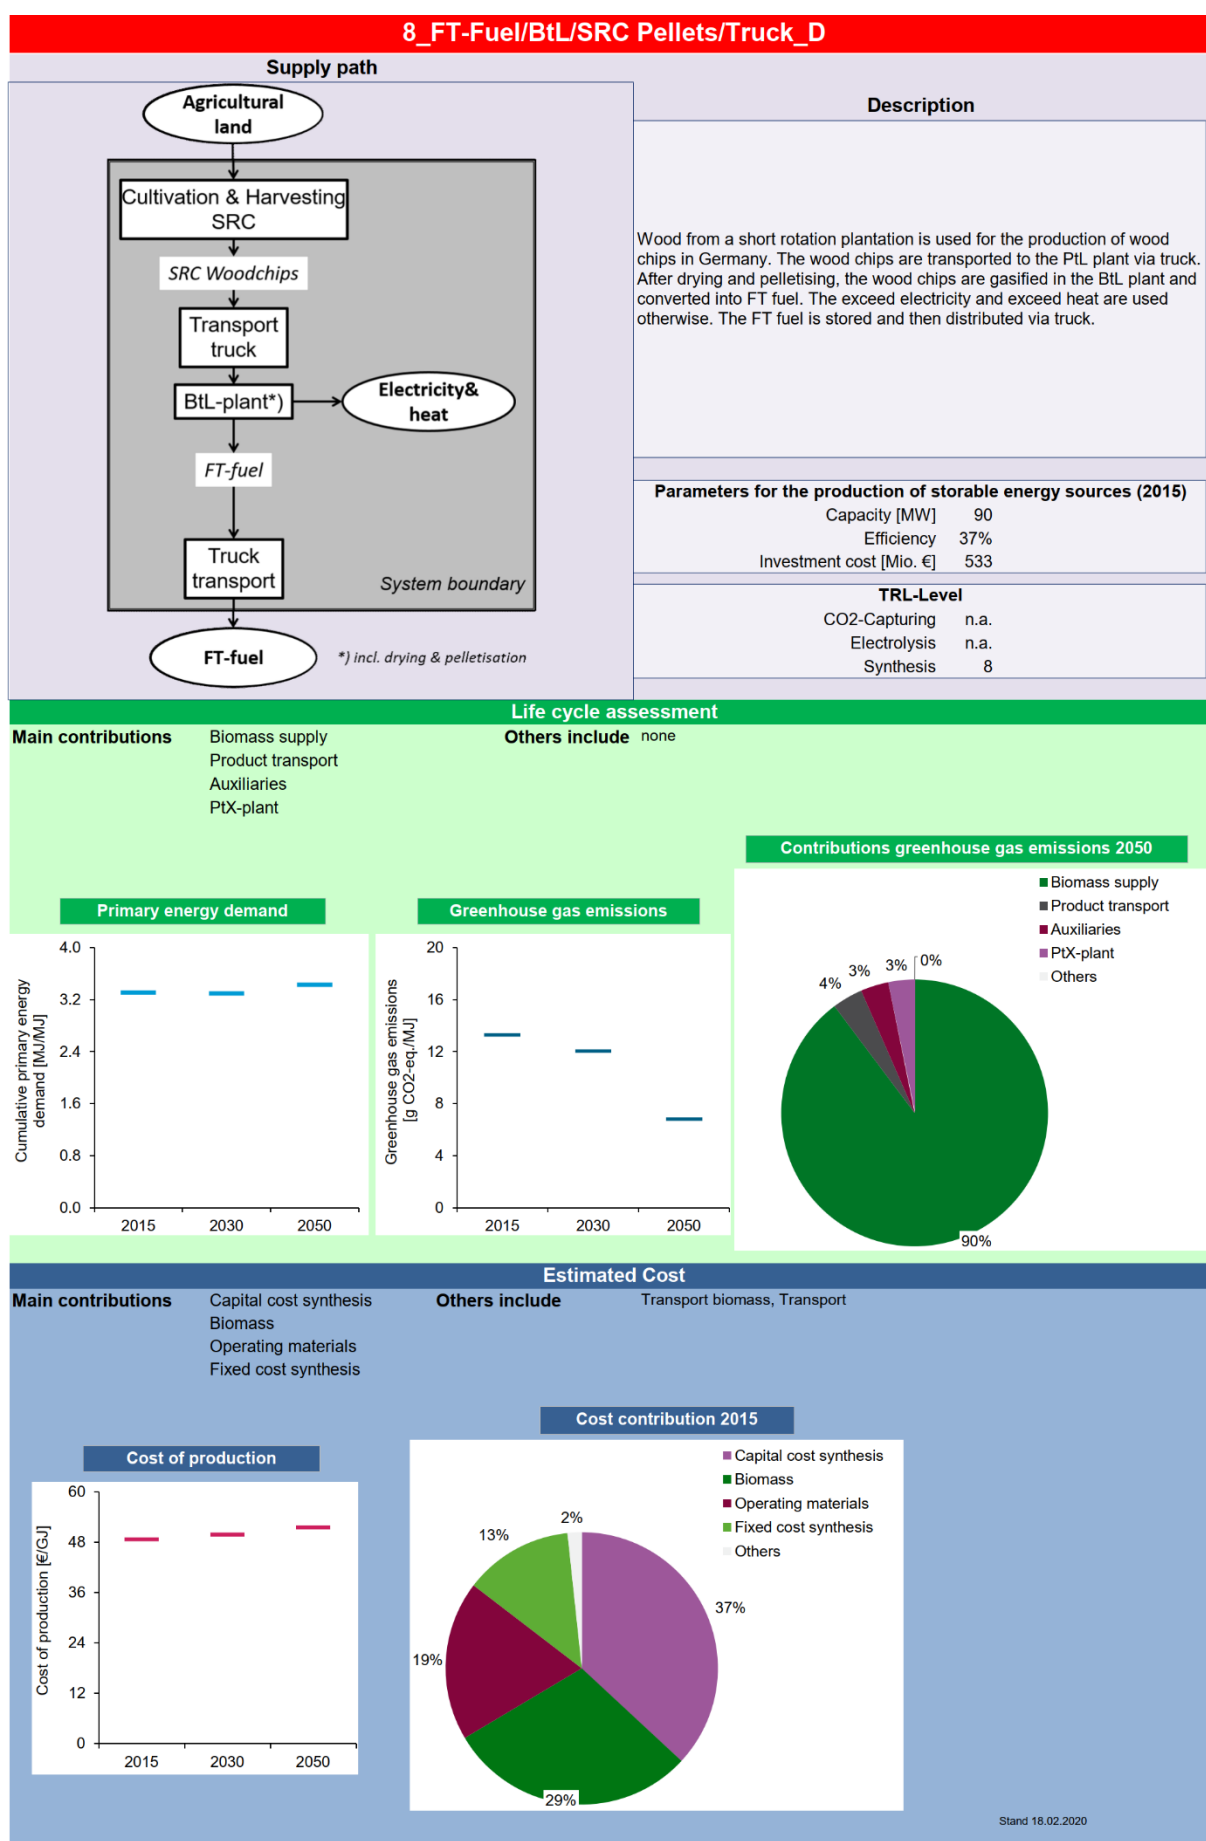 8_FT-Fuel/BtL/SRC Pellets/Truck_D
Supply path
Agricultural
land
Cultivation & Harvesting
SRC
SRC Woodchips
Transport
truck
BtL-plant*)
Electricity&
heat
FT-fuel
Truck
transport
System boundary
FT-fuel
*) incl. drying & pelletisation
Description
Wood from a short rotation plantation is used for the production of wood
chips in Germany. The wood chips are transported to the PtL plant via truck.
After drying and pelletising, the wood chips are gasified in the BtL plant and
converted into FT fuel. The exceed electricity and exceed heat are used
otherwise. The FT fuel is stored and then distributed via truck.
Parameters for the production of storable energy sources (2015)
Capacity [MW] 90
Efficiency 37%
Investment cost [Mio. €] 533
TRL-Level
CO2-Capturing n.a.
Electrolysis n.a.
Synthesis 8
Life cycle assessment
Main contributions
Biomass supply
Product transport
Auxiliaries
PtX-plant
Others include none
Primary energy demand
Cumulative primary energy
demand [MJ/MJ]
4.0
3.2
2.4
1.6
0.8
0.0
2015 2030 2050
Greenhouse gas emissions
Greenhouse gas emissions
[g CO2-eq./MJ]
20
16
12
8
4
0
2015 2030 2050
Contributions greenhouse gas emissions 2050
Biomass supply
Product transport
Auxiliaries
PtX-plant
Others
4%
3%
3%
0%
90%
Estimated Cost
Main contributions
Capital cost synthesis
Biomass
Operating materials
Fixed cost synthesis
Others include Transport biomass, Transport
Cost of production
Cost of production [€/GJ]
60
48
36
24
12
0
2015 2030 2050
Cost contribution 2015
Capital cost synthesis
Biomass
Operating materials
Fixed cost synthesis
Others
2%
13%
37%
19%
29%
Stand 18.02.2020